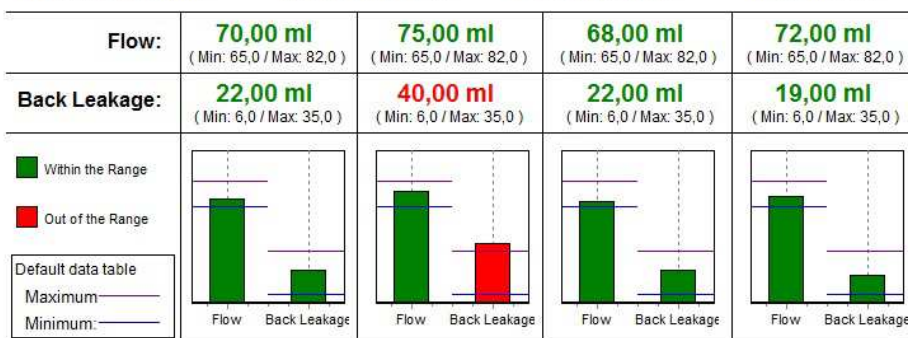 Flow: 70,00 ml 75,00 ml 68,00 ml 72,00 ml
( Min: 65,0 / Max: 82,0 ) ( Min: 65,0 / Max: 82,0 ) ( Min: 65,0 / Max: 82,0 ) ( Min: 65,0 / Max: 82,0 )
Back Leakage: 22,00 ml 40,00 ml 22,00 ml 19,00 ml
( Min: 6,0 / Max: 35,0 ) ( Min: 6,0 / Max: 35,0 ) ( Min: 6,0 / Max: 35,0 ) ( Min: 6,0 / Max: 35,0 )
Within the Range
Out of the Range
Default data table
Maximum
Minimum:
Flow Back Leakage Flow Back Leakage Flow Back Leakage Flow Back Leakage